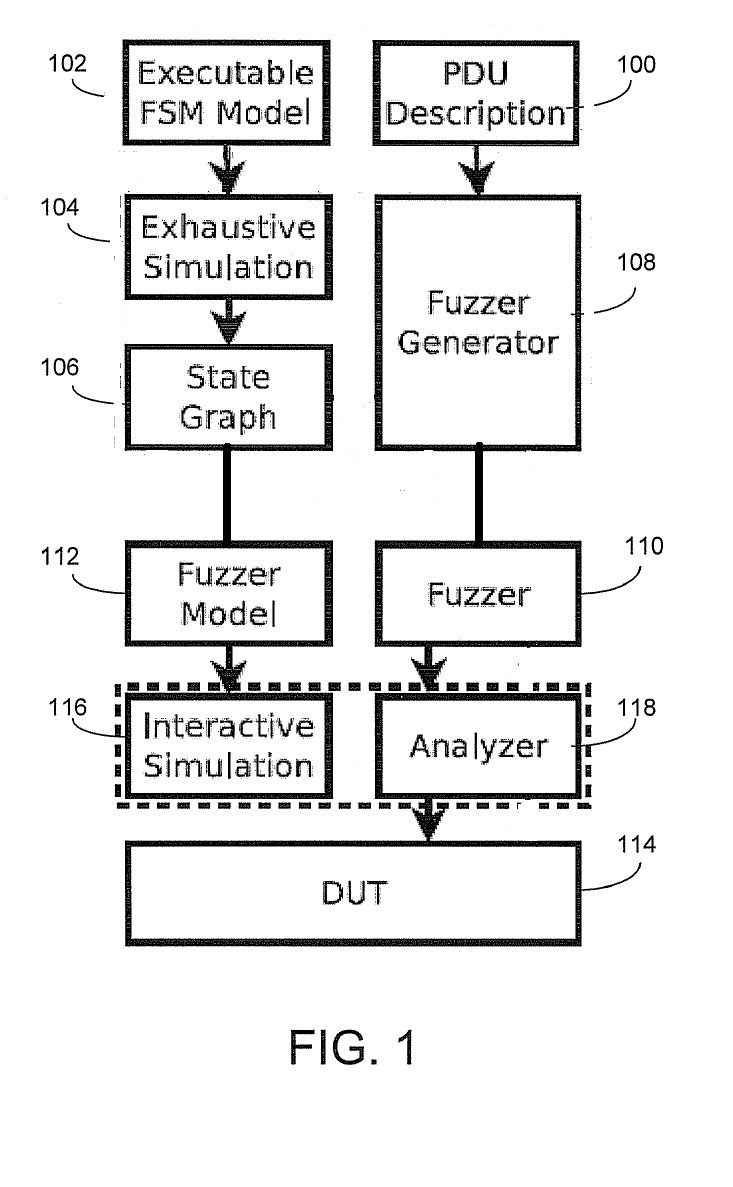 102
Executable
FSM Model
PDU
Description
100
104
Exhaustive
Simulation
Fuzzer
Generator
108
106
State
Graph
112
Fuzzer
Model
Fuzzer
110
116
Interactive
Simulation
Analyzer
118
DUT
114
FIG. 1